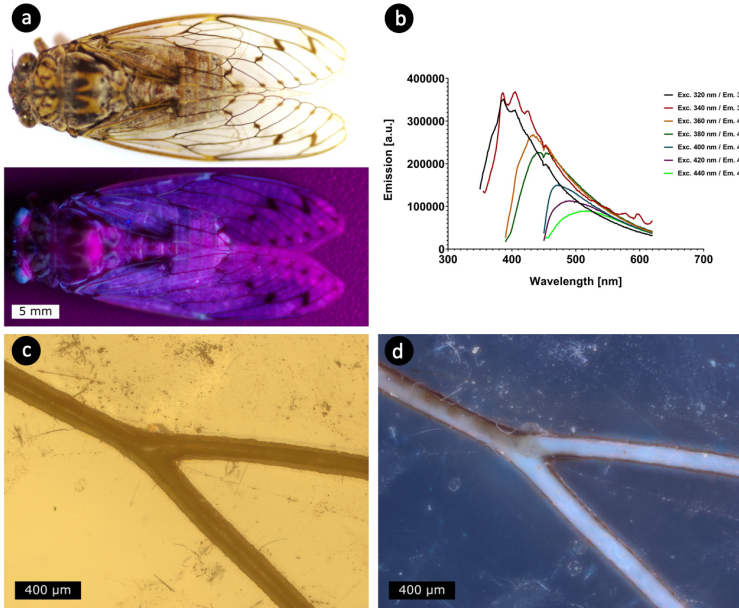 a
b
5 mm
400000
300000
200000
100000
0
300
400
500
600
700
Emission [a.u.]
Wavelength [nm]
Exc. 320 nm / Em. 3
Exc. 340 nm / Em. 3
Exc. 360 nm / Em. 4
Exc. 380 nm / Em. 4
Exc. 400 nm / Em. 4
Exc. 420 nm / Em. 4
Exc. 440 nm / Em. 4
c
d
400 µm
400 µm